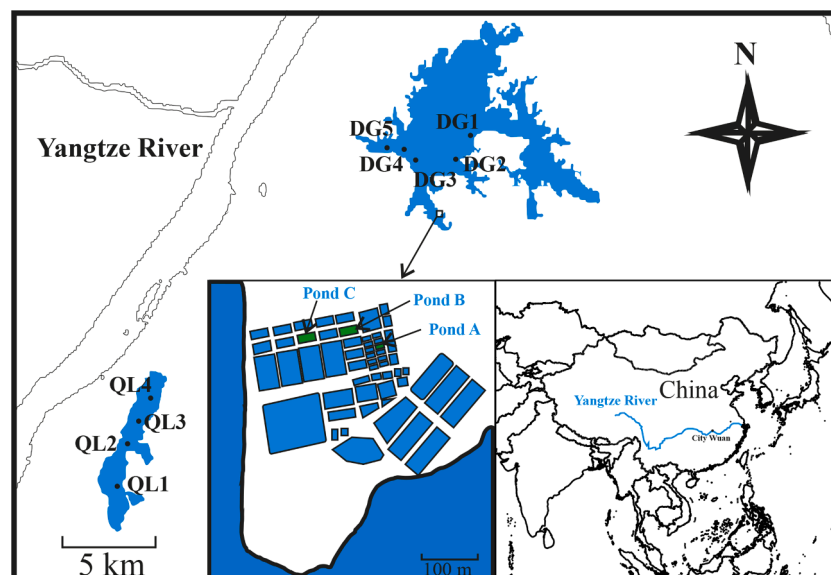 N
DG1
DG5
Yangtze River
DG4
DG2
DG3
Pond C
Pond B
Pond A
China
Yangtze River
City Wuan
QL4
QL3
QL2
QL1
5 km
100 m